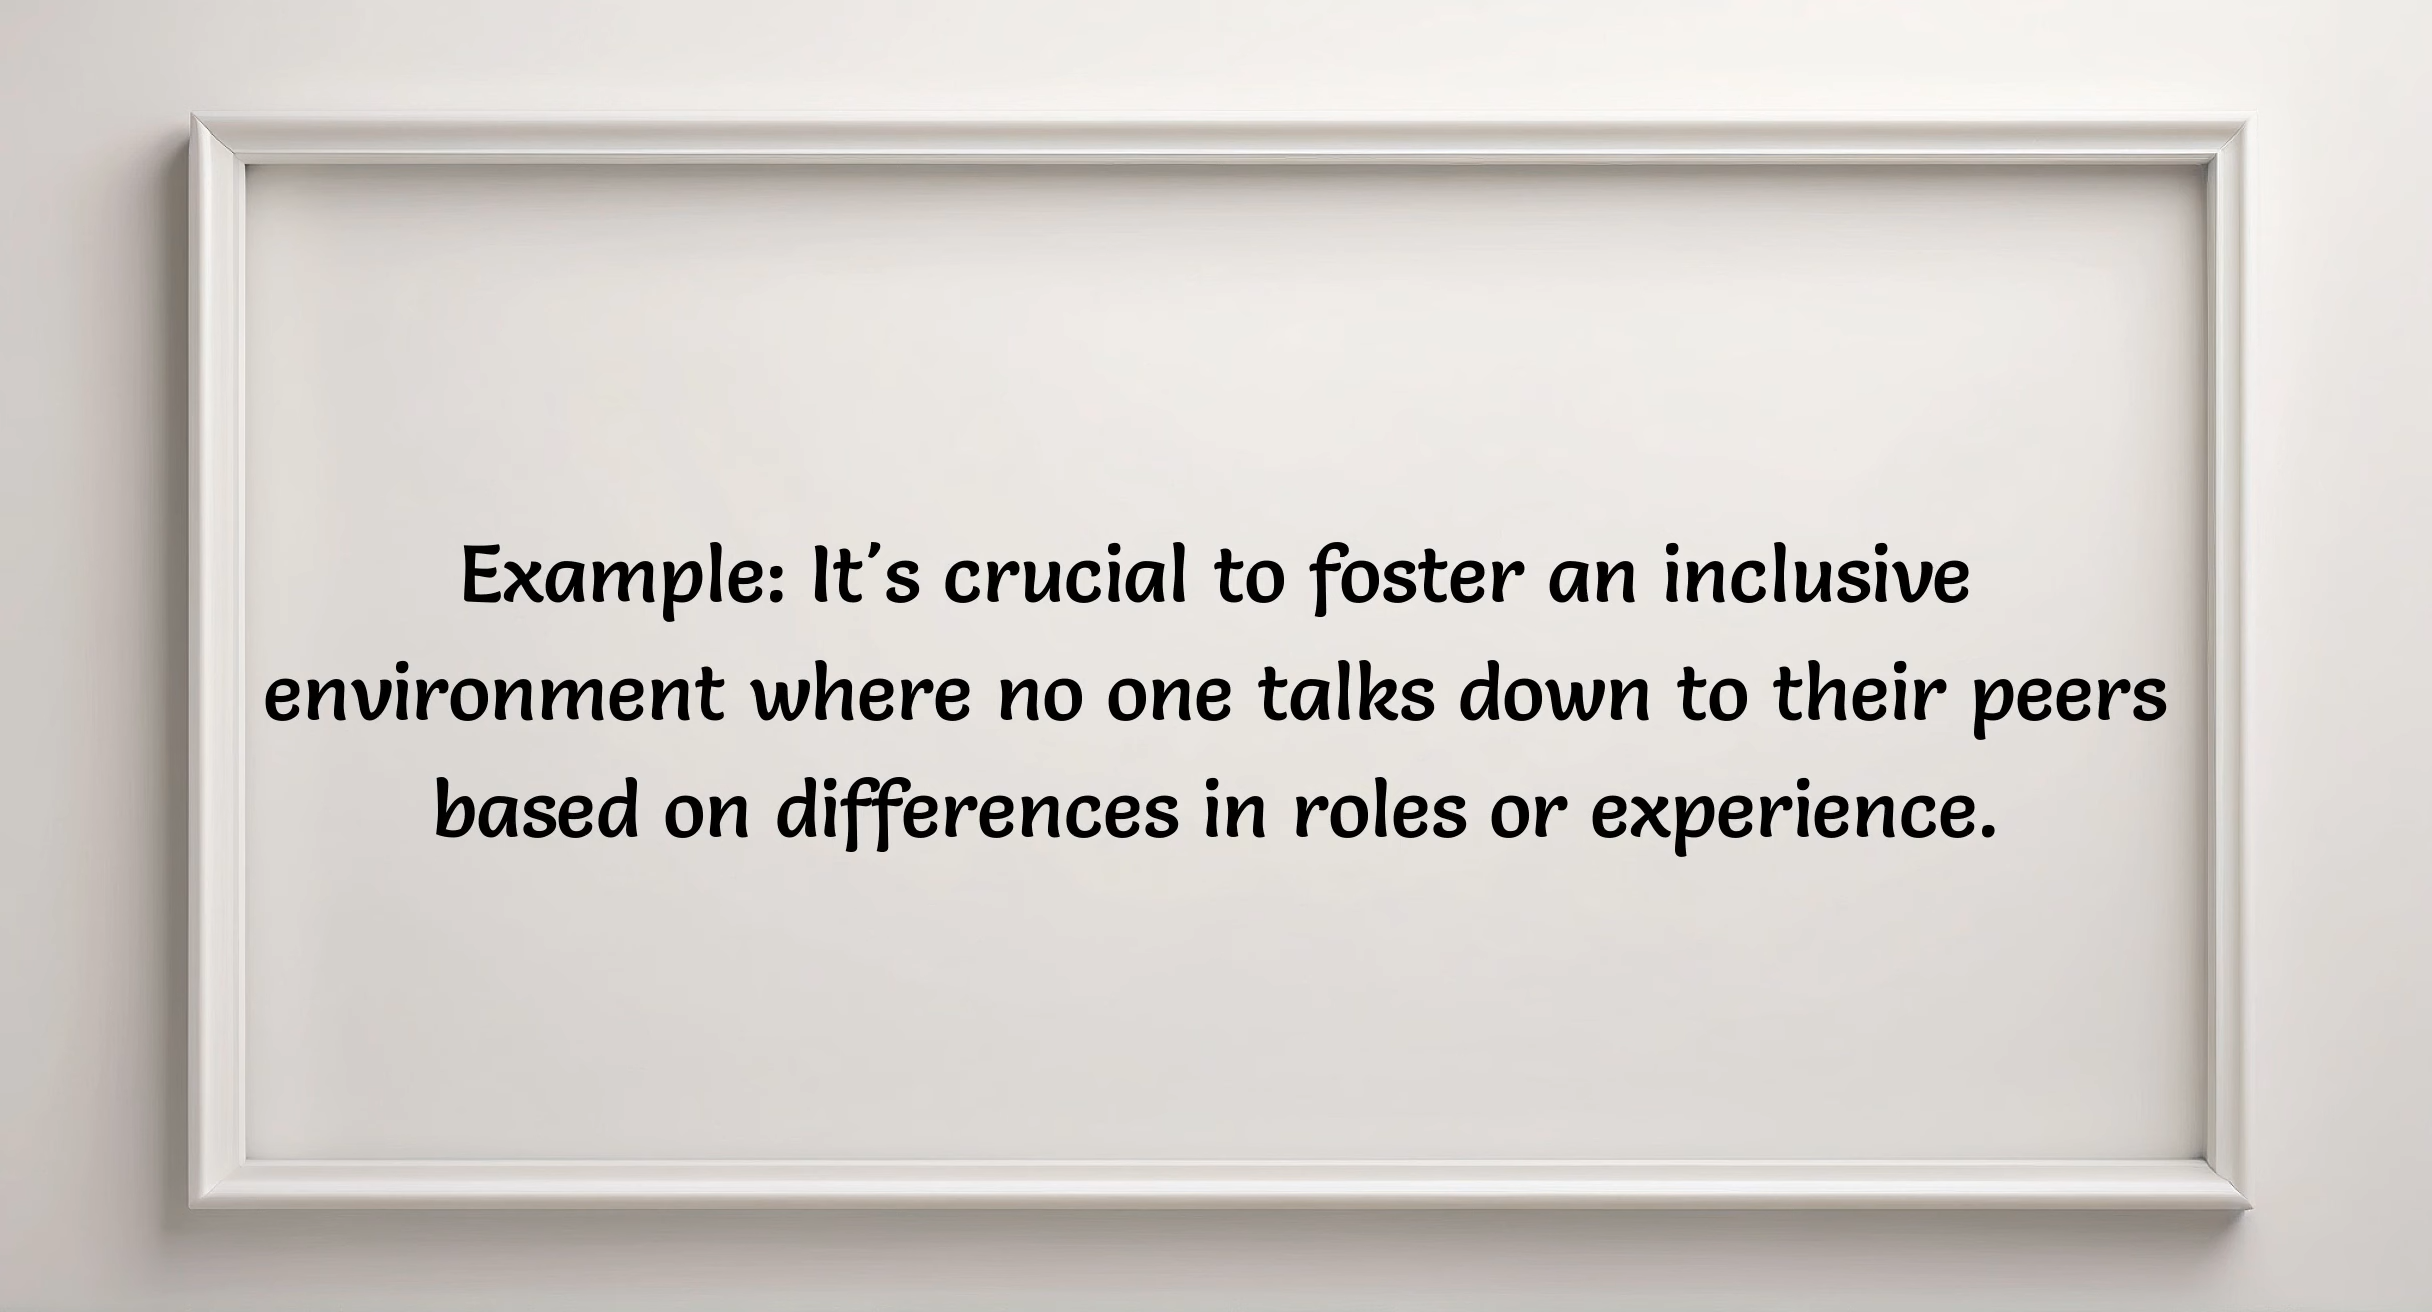 Example: It's crucial to foster an inclusive
environment where no one talks down to their peers
based on differences in roles or experience.